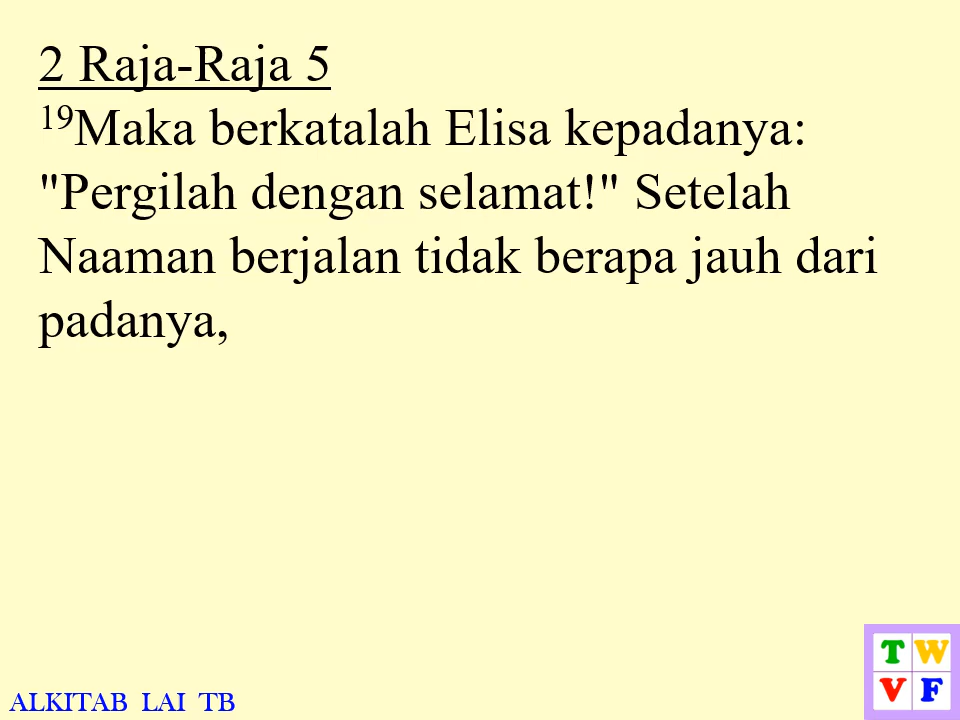 2 Raja-Raja 5
19Maka berkatalah Elisa kepadanya:
"Pergilah dengan selamat!" Setelah
Naaman berjalan tidak berapa jauh dari
padanya,
T W
V F
ALKITAB LAI TB